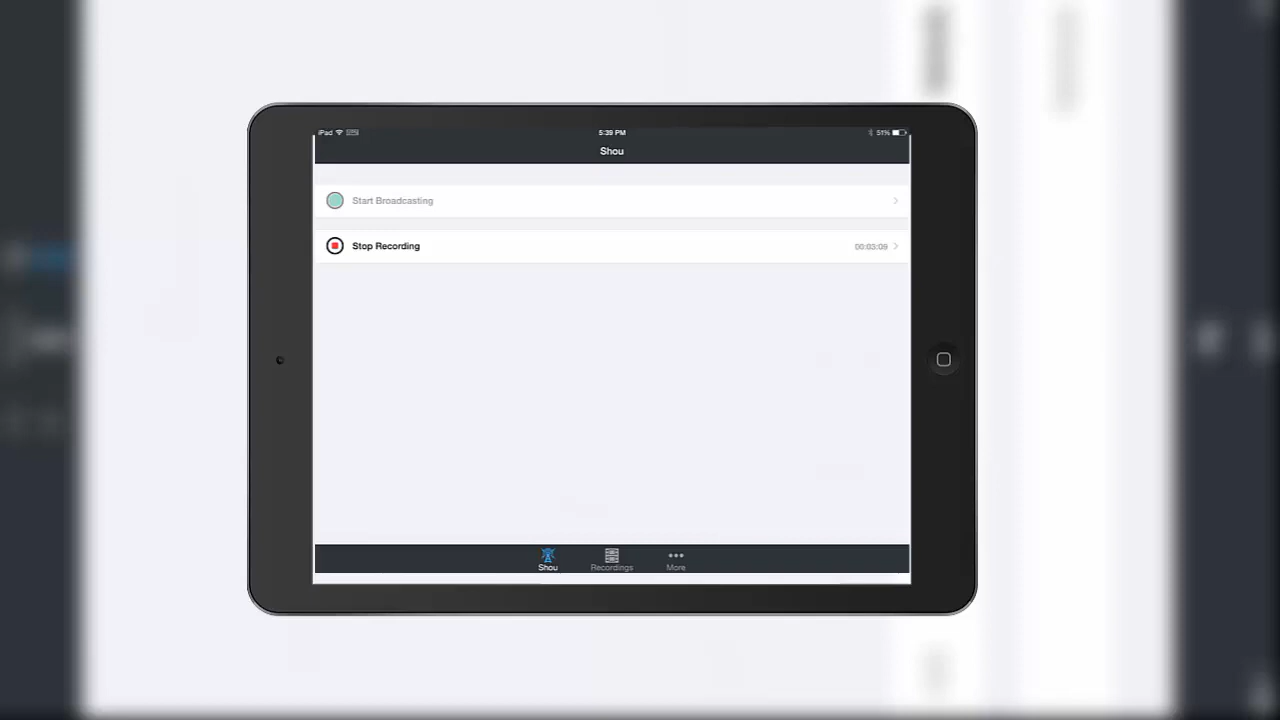 iPad 5:39 PM 51%
Shou
Start Broadcasting
Stop Recording 00:03:09
Shou Recordings More